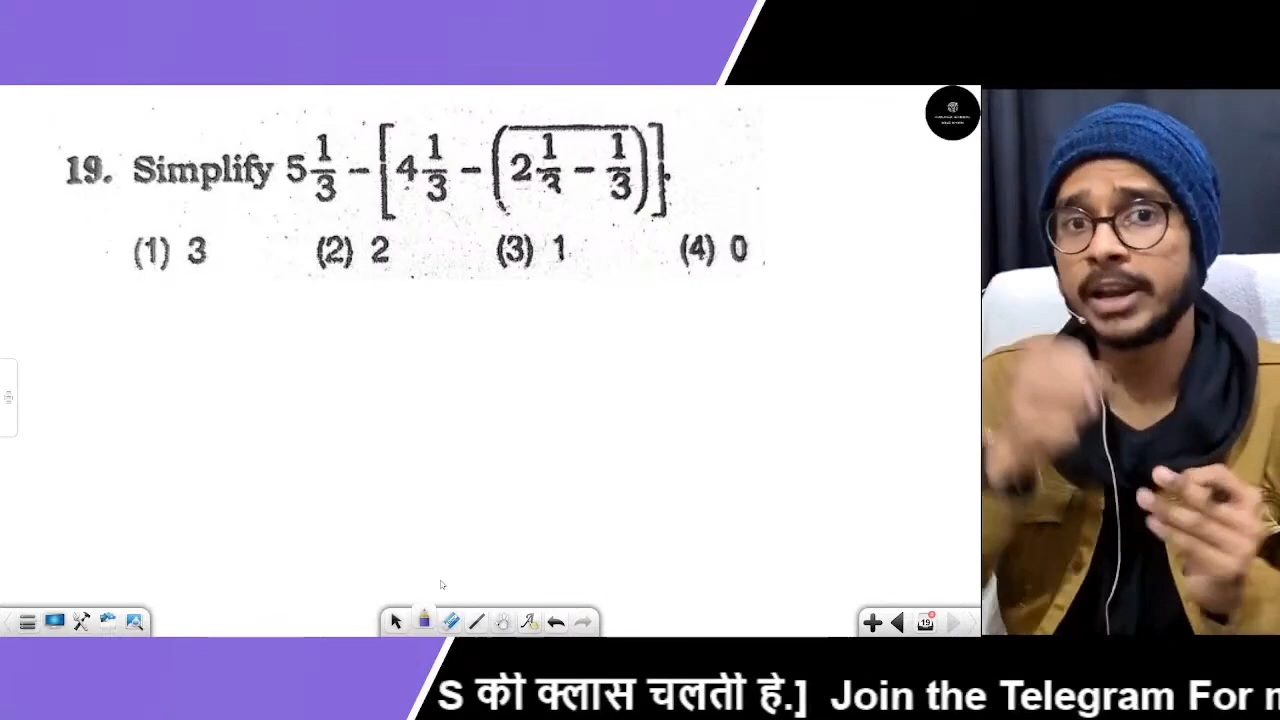 19. Simplify 5 1/3 − [4 1/3 − (2 1/3 − 1/3)].
(1) 3 (2) 2 (3) 1 (4) 0
19
S की क्लास चलती हे.] Join the Telegram For